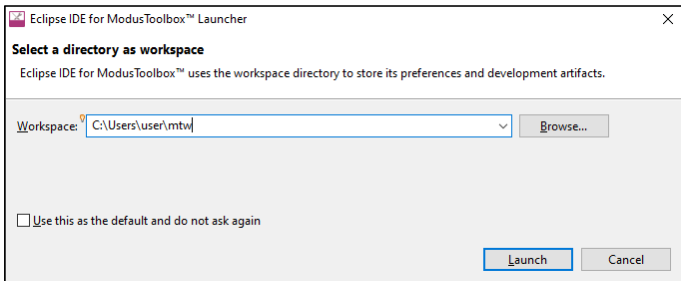 Eclipse IDE for ModusToolbox™ Launcher
Select a directory as workspace
Eclipse IDE for ModusToolbox™ uses the workspace directory to store its preferences and development artifacts.
Workspace: C:\Users\user\mtw Browse...
Use this as the default and do not ask again
Launch Cancel